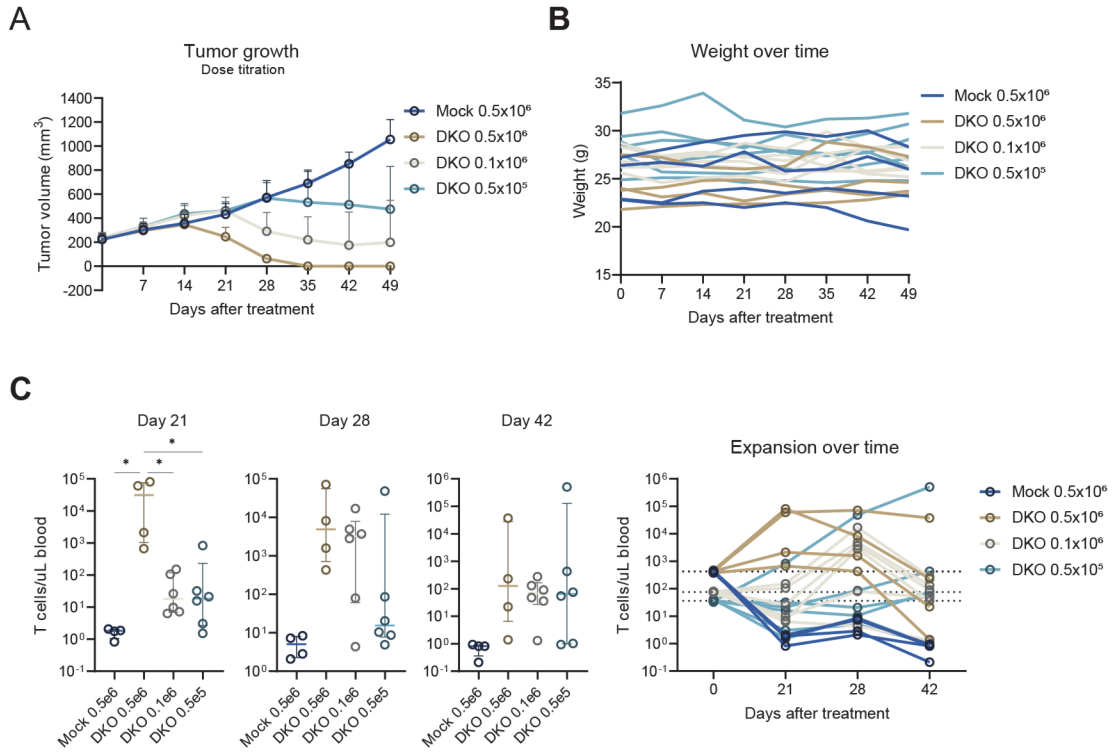 A
Tumor growth
Dose titration
Tumor volume (mm³)
1400
1200
1000
800
600
400
200
0
-200
7 14 21 28 35 42 49
Days after treatment
Mock 0.5x10⁶
DKO 0.5x10⁶
DKO 0.1x10⁶
DKO 0.5x10⁵
B
Weight over time
Weight (g)
35
30
25
20
15
0 7 14 21 28 35 42 49
Days after treatment
Mock 0.5x10⁶
DKO 0.5x10⁶
DKO 0.1x10⁶
DKO 0.5x10⁵
C
Day 21
T cells/uL blood
10⁵
10⁴
10³
10²
10¹
10⁰
10⁻¹
*
* *
Mock 0.5e6
DKO 0.5e6
DKO 0.1e6
DKO 0.5e5
Day 28
10⁵
10⁴
10³
10²
10¹
10⁰
Mock 0.5e6
DKO 0.5e6
DKO 0.1e6
DKO 0.5e5
Day 42
10⁶
10⁵
10⁴
10³
10²
10¹
10⁰
10⁻¹
Mock 0.5e6
DKO 0.5e6
DKO 0.1e6
DKO 0.5e5
Expansion over time
T cells/uL blood
10⁶
10⁵
10⁴
10³
10²
10¹
10⁰
10⁻¹
0 21 28 42
Days after treatment
Mock 0.5x10⁶
DKO 0.5x10⁶
DKO 0.1x10⁶
DKO 0.5x10⁵